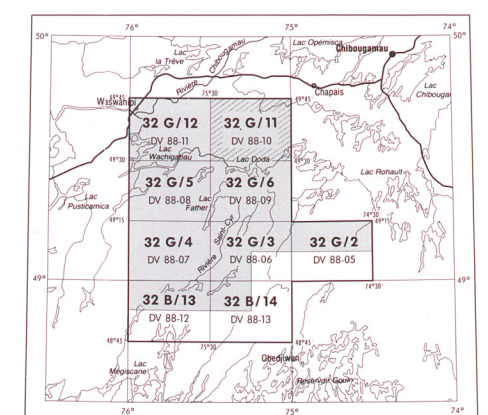 76°
75°
74°
50°
50°
Lac
la Trêve
Chibougamau
Rivière
Lac Opémisca
Chibougamau
Chapais
Lac
Chibougam
Waswanipi
49°45'
75°30'
49°45'
32 G/12
DV 88-11
32 G/11
DV 88-10
Lac
Wachigabau
Lac Doda
49°30'
49°30'
Lac Rohault
32 G/5
DV 88-08
32 G/6
DV 88-09
Lac
Pusticamica
Lac
Father
49°15'
74°30'
49°15'
Rivière Saint-Cyr
32 G/4
DV 88-07
32 G/3
DV 88-06
32 G/2
DV 88-05
49°
49°
74°30'
32 B/13
DV 88-12
32 B/14
DV 88-13
48°45'
75°30'
48°45'
Lac
Mégiscane
Obedjiwan
Réservoir Gouin
76°
75°
74°